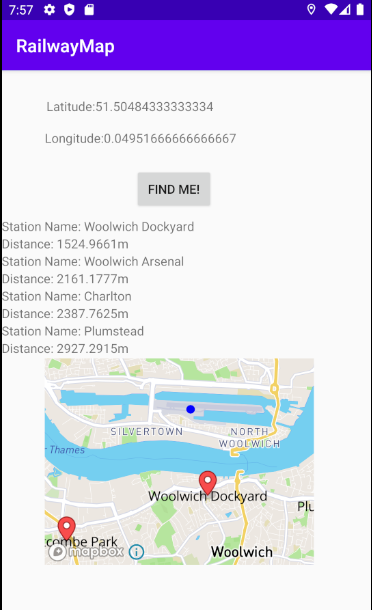 7:57
RailwayMap
Latitude:51.50484333333334
Longitude:0.04951666666666667
FIND ME!
Station Name: Woolwich Dockyard
Distance: 1524.9661m
Station Name: Woolwich Arsenal
Distance: 2161.1777m
Station Name: Charlton
Distance: 2387.7625m
Station Name: Plumstead
Distance: 2927.2915m
SILVERTOWN
NORTH
WOOLWICH
Thames
Woolwich Dockyard
Plu
combe Park
mapbox
Woolwich